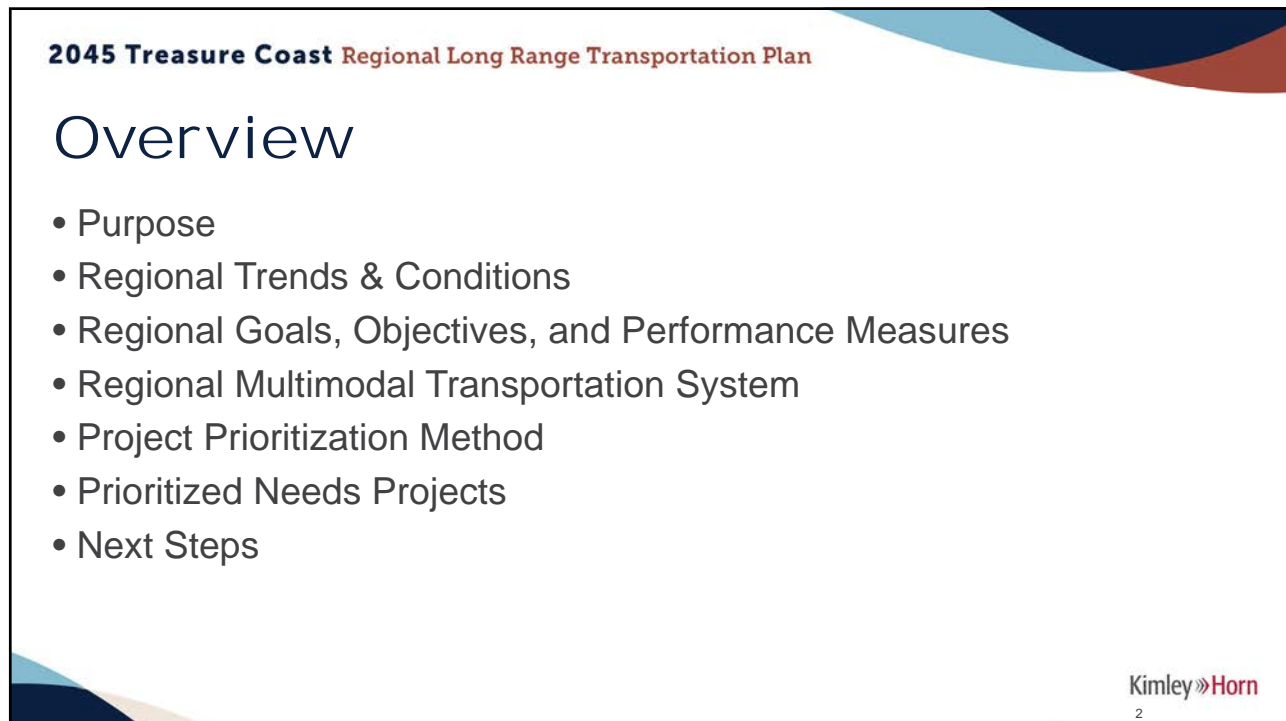 2045 Treasure Coast Regional Long Range Transportation Plan
Overview
• Purpose
• Regional Trends & Conditions
• Regional Goals, Objectives, and Performance Measures
• Regional Multimodal Transportation System
• Project Prioritization Method
• Prioritized Needs Projects
• Next Steps
Kimley»Horn
2